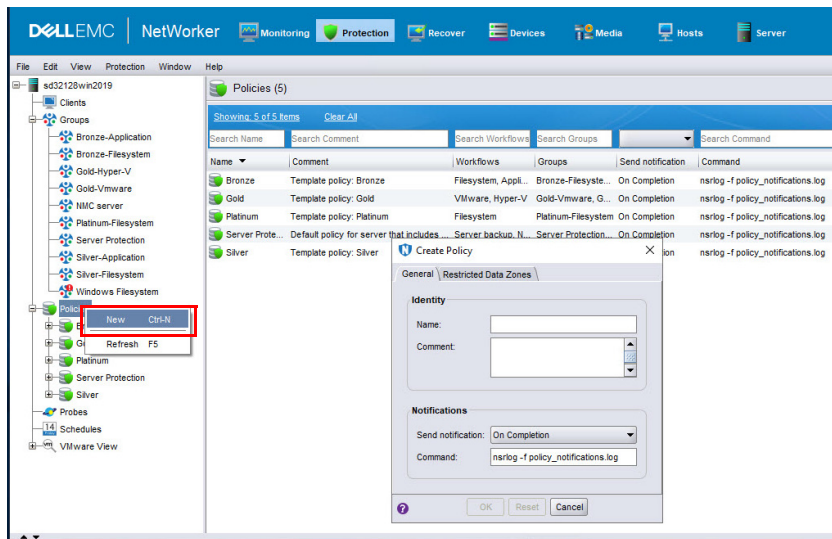 DELLEMC | NetWorker Monitoring Protection Recover Devices Media Hosts Server
File Edit View Protection Window Help
sd32128win2019
Clients
Groups
Bronze-Application
Bronze-Filesystem
Gold-Hyper-V
Gold-Vmware
NMC server
Platinum-Filesystem
Server Protection
Silver-Application
Silver-Filesystem
Windows Filesystem
Polici
New Ctrl-N
Refresh F5
Platinum
Server Protection
Silver
Probes
14 Schedules
VMware View
Policies (5)
Showing: 5 of 5 Items Clear All
Search Name Search Comment Search Workflows Search Groups Search Command
Name Comment Workflows Groups Send notification Command
Bronze Template policy: Bronze Filesystem, Appli... Bronze-Filesyste... On Completion nsrlog -f policy_notifications.log
Gold Template policy: Gold VMware, Hyper-V Gold-Vmware, G... On Completion nsrlog -f policy_notifications.log
Platinum Template policy: Platinum Filesystem Platinum-Filesystem On Completion nsrlog -f policy_notifications.log
Server Prote... Default policy for server that includes ... Server backup, N... Server Protection... On Completion nsrlog -f policy_notifications.log
Silver Template policy: Silver ion nsrlog -f policy_notifications.log
Create Policy
General Restricted Data Zones
Identity
Name:
Comment:
Notifications
Send notification: On Completion
Command: nsrlog -f policy_notifications.log
OK Reset Cancel